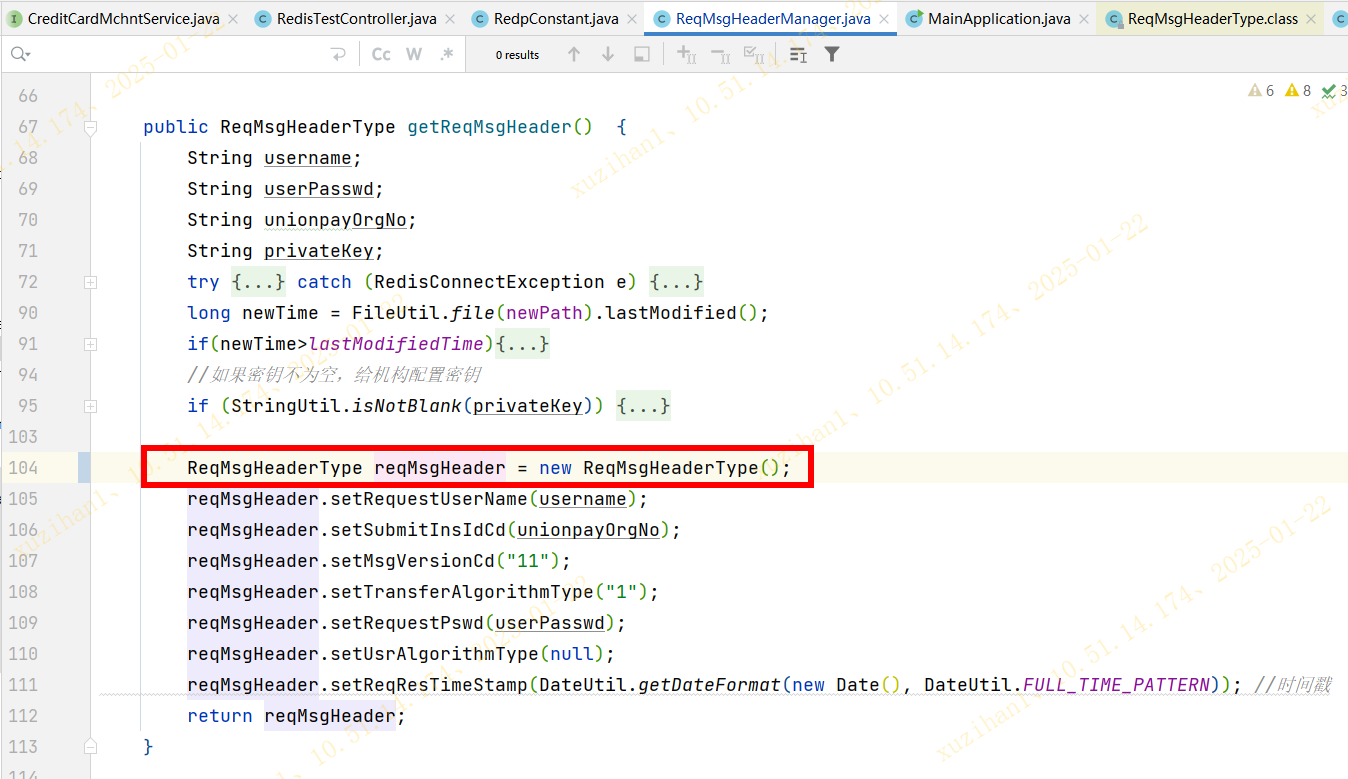 CreditCardMchntService.java RedisTestController.java RedpConstant.java ReqMsgHeaderManager.java MainApplication.java ReqMsgHeaderType.class
Cc W .* 0 results
6 8 3
66
67 public ReqMsgHeaderType getReqMsgHeader() {
68 String username;
69 String userPasswd;
70 String unionpayOrgNo;
71 String privateKey;
72 try {...} catch (RedisConnectException e) {...}
90 long newTime = FileUtil.file(newPath).lastModified();
91 if(newTime>lastModifiedTime){...}
94 //如果密钥不为空，给机构配置密钥
95 if (StringUtil.isNotBlank(privateKey)) {...}
103
104 ReqMsgHeaderType reqMsgHeader = new ReqMsgHeaderType();
105 reqMsgHeader.setRequestUserName(username);
106 reqMsgHeader.setSubmitInsIdCd(unionpayOrgNo);
107 reqMsgHeader.setMsgVersionCd("11");
108 reqMsgHeader.setTransferAlgorithmType("1");
109 reqMsgHeader.setRequestPswd(userPasswd);
110 reqMsgHeader.setUsrAlgorithmType(null);
111 reqMsgHeader.setReqResTimeStamp(DateUtil.getDateFormat(new Date(), DateUtil.FULL_TIME_PATTERN)); //时间戳
112 return reqMsgHeader;
113 }
114
xuzihan1、10.51.14.174、2025-01-22